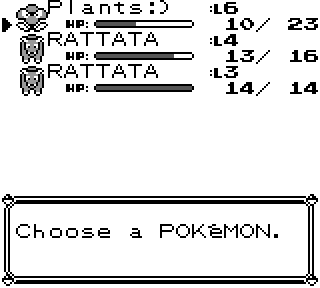 Plants:) :L6
HP: 10/ 23
RATTATA :L4
HP: 13/ 16
RATTATA :L3
HP: 14/ 14
Choose a POKéMON.